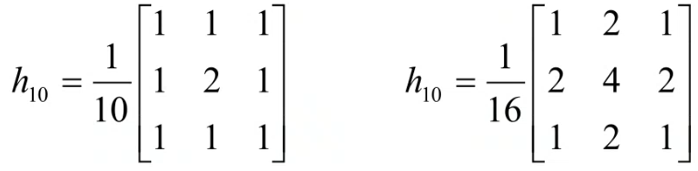 h₁₀ = 1/10 [1 1 1; 1 2 1; 1 1 1]
h₁₀ = 1/16 [1 2 1; 2 4 2; 1 2 1]